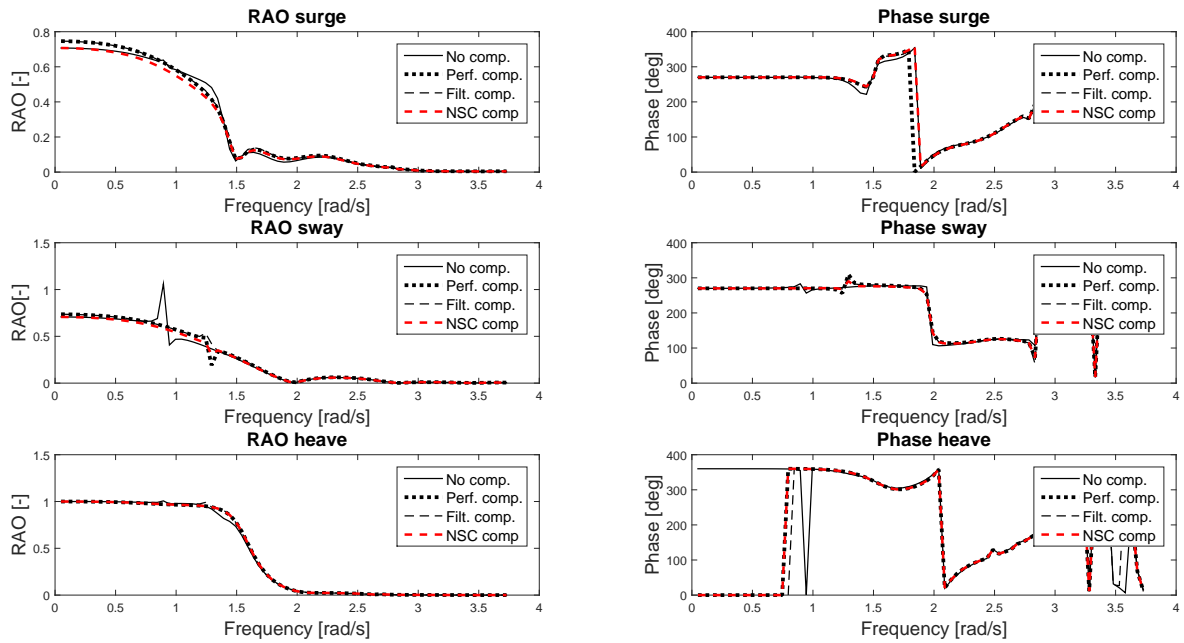 RAO surge
0.8
0.6
0.4
0.2
0
RAO [-]
0 0.5 1 1.5 2 2.5 3 3.5 4
Frequency [rad/s]
No comp.
Perf. comp.
Filt. comp.
NSC comp
Phase surge
400
300
200
100
0
Phase [deg]
0 0.5 1 1.5 2 2.5 3 3.5 4
Frequency [rad/s]
No comp.
Perf. comp.
Filt. comp.
NSC comp
RAO sway
1.5
1
0.5
0
RAO[-]
0 0.5 1 1.5 2 2.5 3 3.5 4
Frequency [rad/s]
No comp.
Perf. comp.
Filt. comp.
NSC comp
Phase sway
400
300
200
100
0
Phase [deg]
0 0.5 1 1.5 2 2.5 3 3.5 4
Frequency [rad/s]
No comp.
Perf. comp.
Filt. comp.
NSC comp
RAO heave
1.5
1
0.5
0
RAO [-]
0 0.5 1 1.5 2 2.5 3 3.5 4
Frequency [rad/s]
No comp.
Perf. comp.
Filt. comp.
NSC comp
Phase heave
400
300
200
100
0
Phase [deg]
0 0.5 1 1.5 2 2.5 3 3.5 4
Frequency [rad/s]
No comp.
Perf. comp.
Filt. comp.
NSC comp